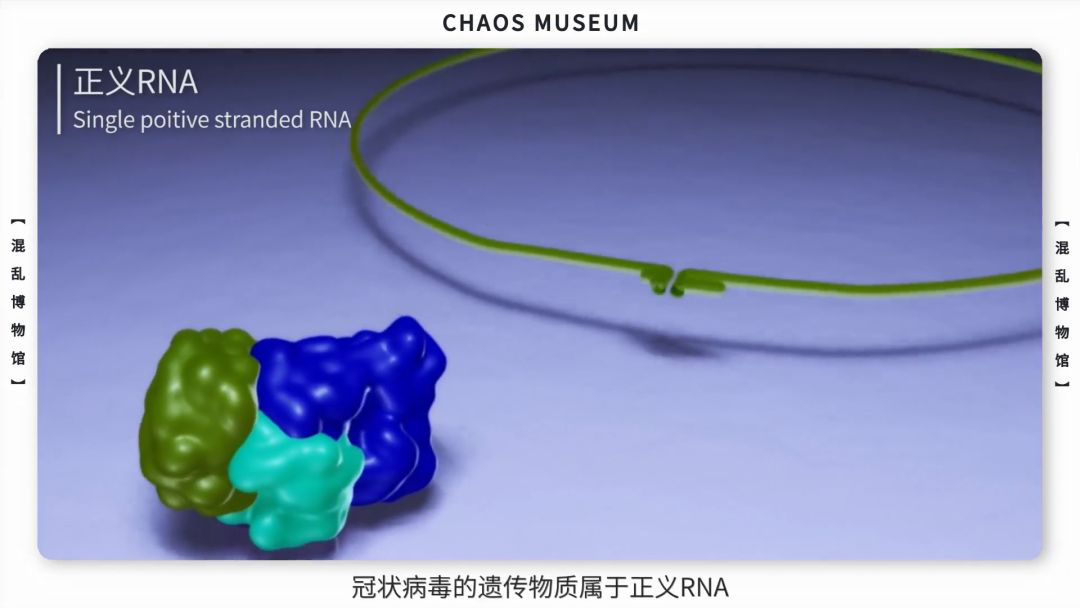 CHAOS MUSEUM
正义RNA
Single poitive stranded RNA
【混乱博物馆】
【混乱博物馆】
冠状病毒的遗传物质属于正义RNA